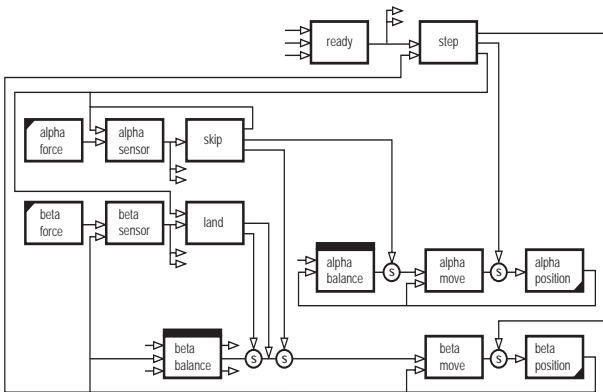 ready
step
alpha
force
alpha
sensor
skip
beta
force
beta
sensor
land
alpha
balance
S
alpha
move
S
alpha
position
beta
balance
S
S
beta
move
S
beta
position